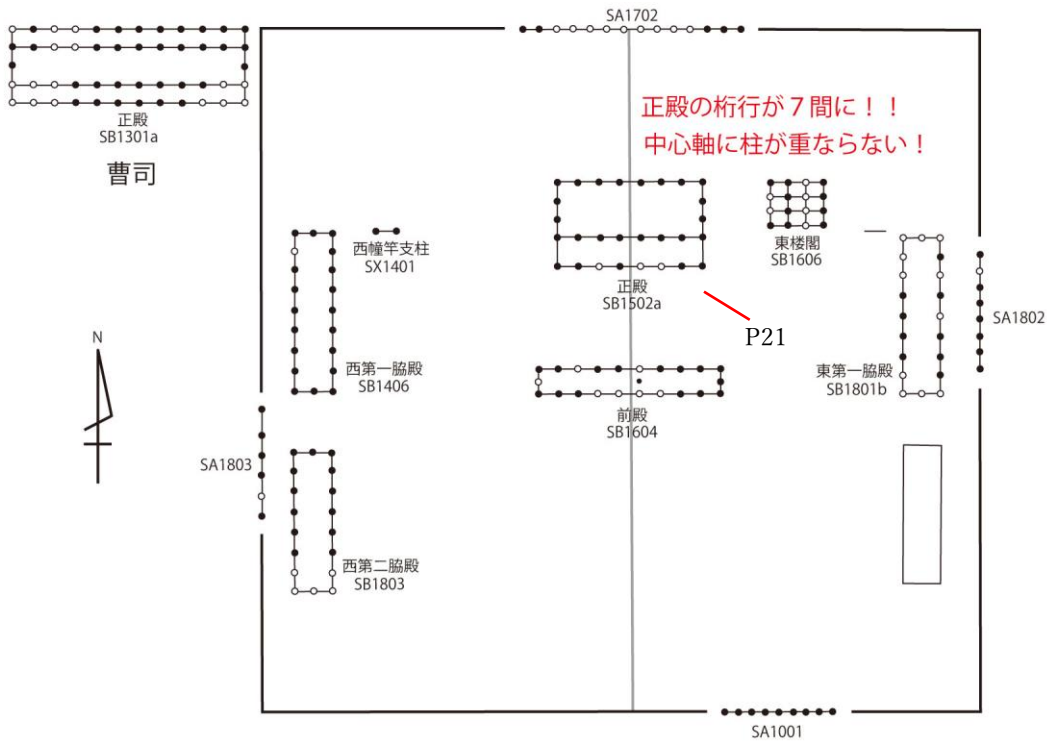 SA1702
正殿の桁行が7間に！！
中心軸に柱が重ならない！
正殿
SB1301a
曹司
西幢竿支柱
SX1401
正殿
SB1502a
東楼閣
SB1606
P21
SA1802
N
西第一脇殿
SB1406
前殿
SB1604
東第一脇殿
SB1801b
SA1803
西第二脇殿
SB1803
SA1001